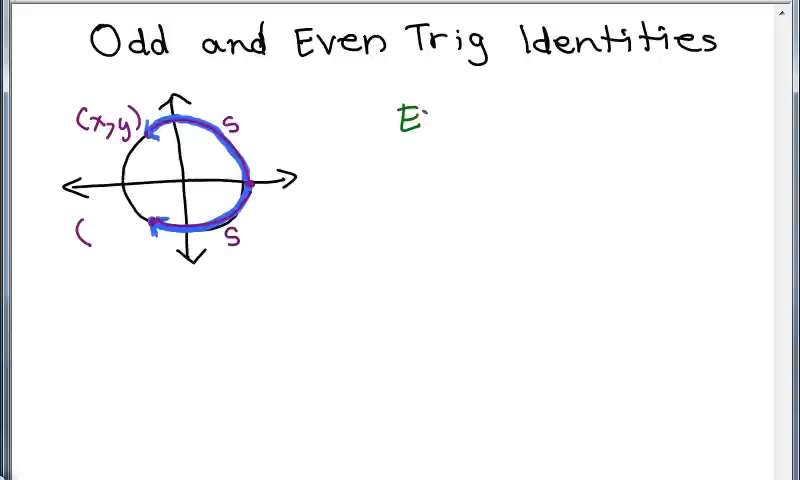 Odd and Even Trig Identities
(x,y) S
E
( S